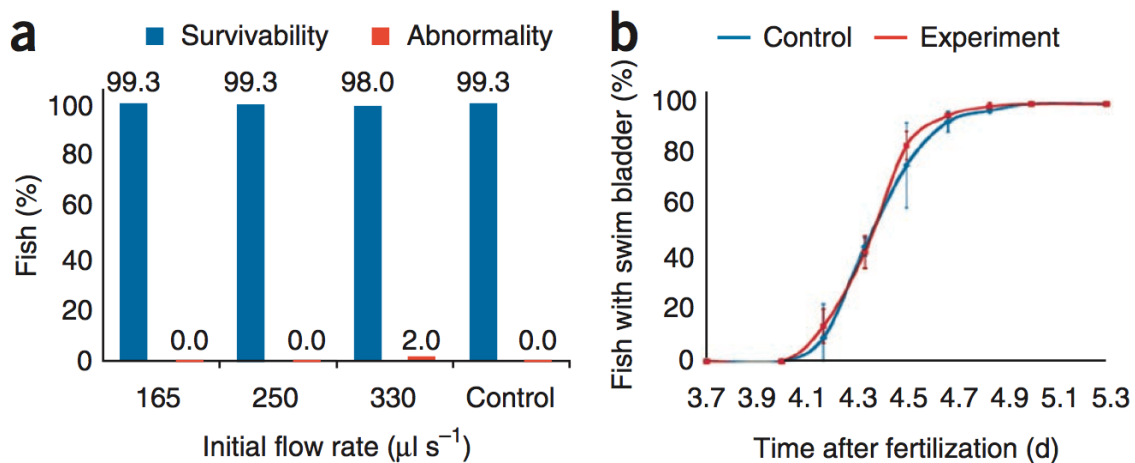 a
Survivability Abnormality
99.3 99.3 98.0 99.3
0.0 0.0 2.0 0.0
100
80
60
40
20
0
Fish (%)
165 250 330 Control
Initial flow rate (µl s⁻¹)
b
Control Experiment
100
80
60
40
20
0
Fish with swim bladder (%)
3.7 3.9 4.1 4.3 4.5 4.7 4.9 5.1 5.3
Time after fertilization (d)